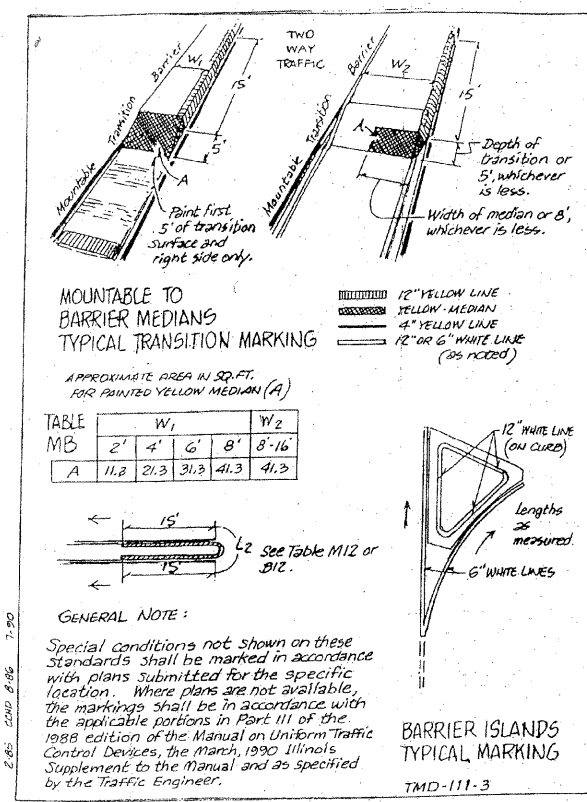 TWO
WAY
TRAFFIC
Barrier
W1
15'
Transition
5'
A
Mountable
Paint first
5' of transition
surface and
right side only.
Barrier
W2
15'
A
Transition
Mountable
Depth of
transition or
5', whichever
is less.
Width of median or 8',
whichever is less.
MOUNTABLE TO
BARRIER MEDIANS
TYPICAL TRANSITION MARKING
12" YELLOW LINE
YELLOW-MEDIAN
4" YELLOW LINE
12" OR 6" WHITE LINE
(as noted)
APPROXIMATE AREA IN SQ.FT.
FOR PAINTED YELLOW MEDIAN (A)
TABLE MB W1 W2
2' 4' 6' 8' 8'-16'
A 11.3 21.3 31.3 41.3 41.3
15'
L2 See Table M12 or
B12.
15'
12" WHITE LINE
(ON CURB)
Lengths
as
measured.
6" WHITE LINES
GENERAL NOTE:
Special conditions not shown on these
standards shall be marked in accordance
with plans submitted for the specific
location. Where plans are not available,
the markings shall be in accordance with
the applicable portions in Part III of the
1988 edition of the Manual on Uniform Traffic
Control Devices, the March, 1990 Illinois
Supplement to the Manual and as specified
by the Traffic Engineer.
BARRIER ISLANDS
TYPICAL MARKING
TMD-111-3
2-85 CCHD 8-86 7-90